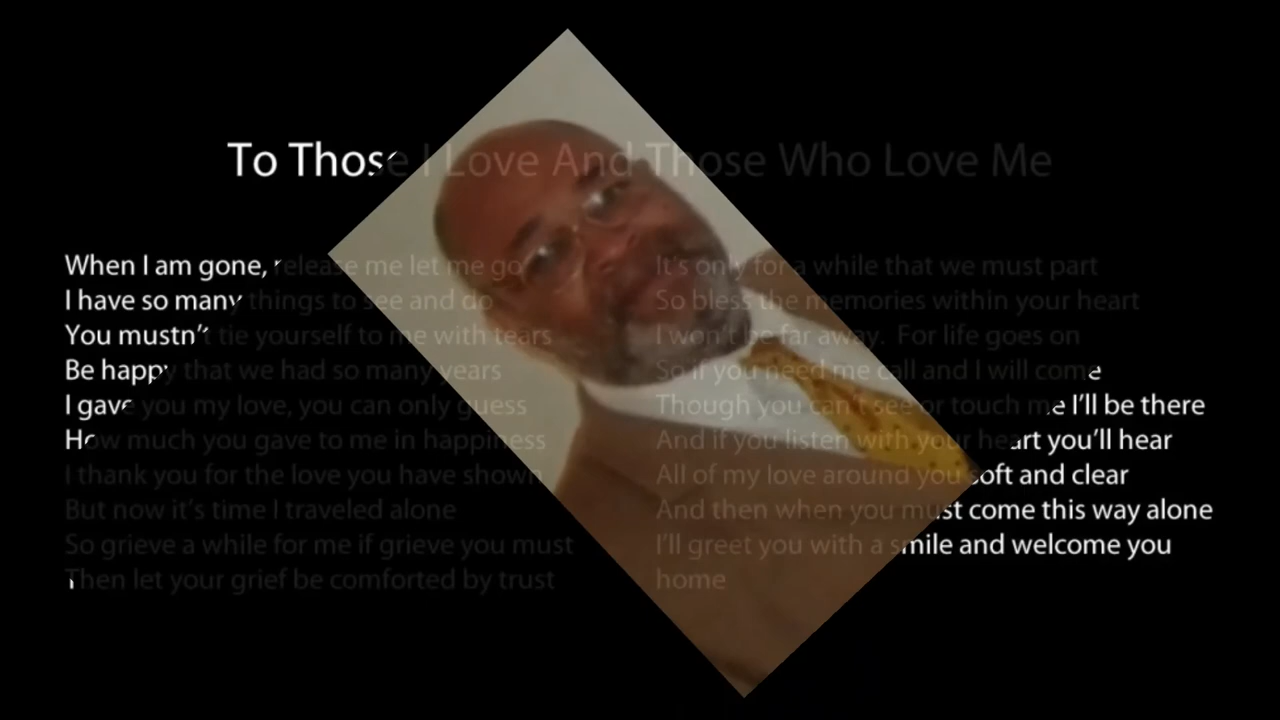 To Those I Love And Those Who Love Me
When I am gone, release me let me go
I have so many things to see and do
You mustn't tie yourself to me with tears
Be happy that we had so many years
I gave you my love, you can only guess
How much you gave to me in happiness
I thank you for the love you have shown
But now it's time I traveled alone
So grieve a while for me if grieve you must
Then let your grief be comforted by trust
It's only for a while that we must part
So bless the memories within your heart
I won't be far away. For life goes on
So if you need me call and I will come
Though you can't see or touch me I'll be there
And if you listen with your heart you'll hear
All of my love around you soft and clear
And then when you must come this way alone
I'll greet you with a smile and welcome you
home